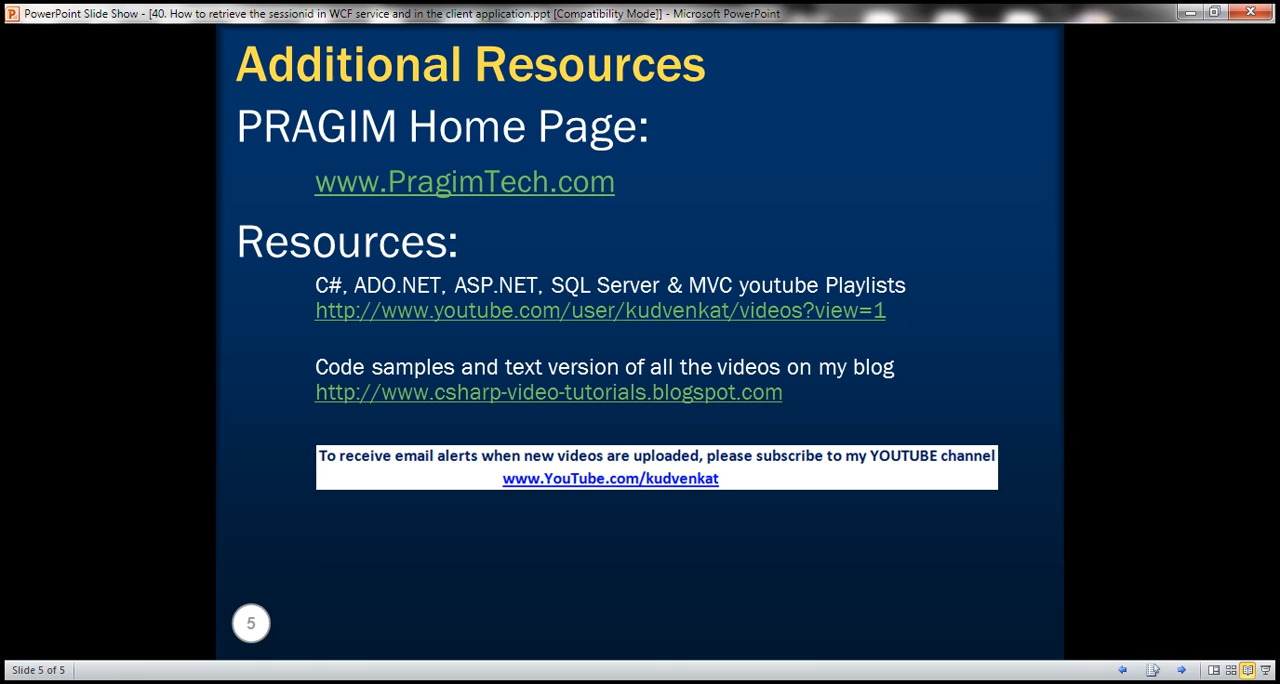 PowerPoint Slide Show - [40. How to retrieve the sessionid in WCF service and in the client application.ppt [Compatibility Mode]] - Microsoft PowerPoint
Additional Resources
PRAGIM Home Page:
www.PragimTech.com
Resources:
C#, ADO.NET, ASP.NET, SQL Server & MVC youtube Playlists
http://www.youtube.com/user/kudvenkat/videos?view=1
Code samples and text version of all the videos on my blog
http://www.csharp-video-tutorials.blogspot.com
To receive email alerts when new videos are uploaded, please subscribe to my YOUTUBE channel
www.YouTube.com/kudvenkat
5
Slide 5 of 5